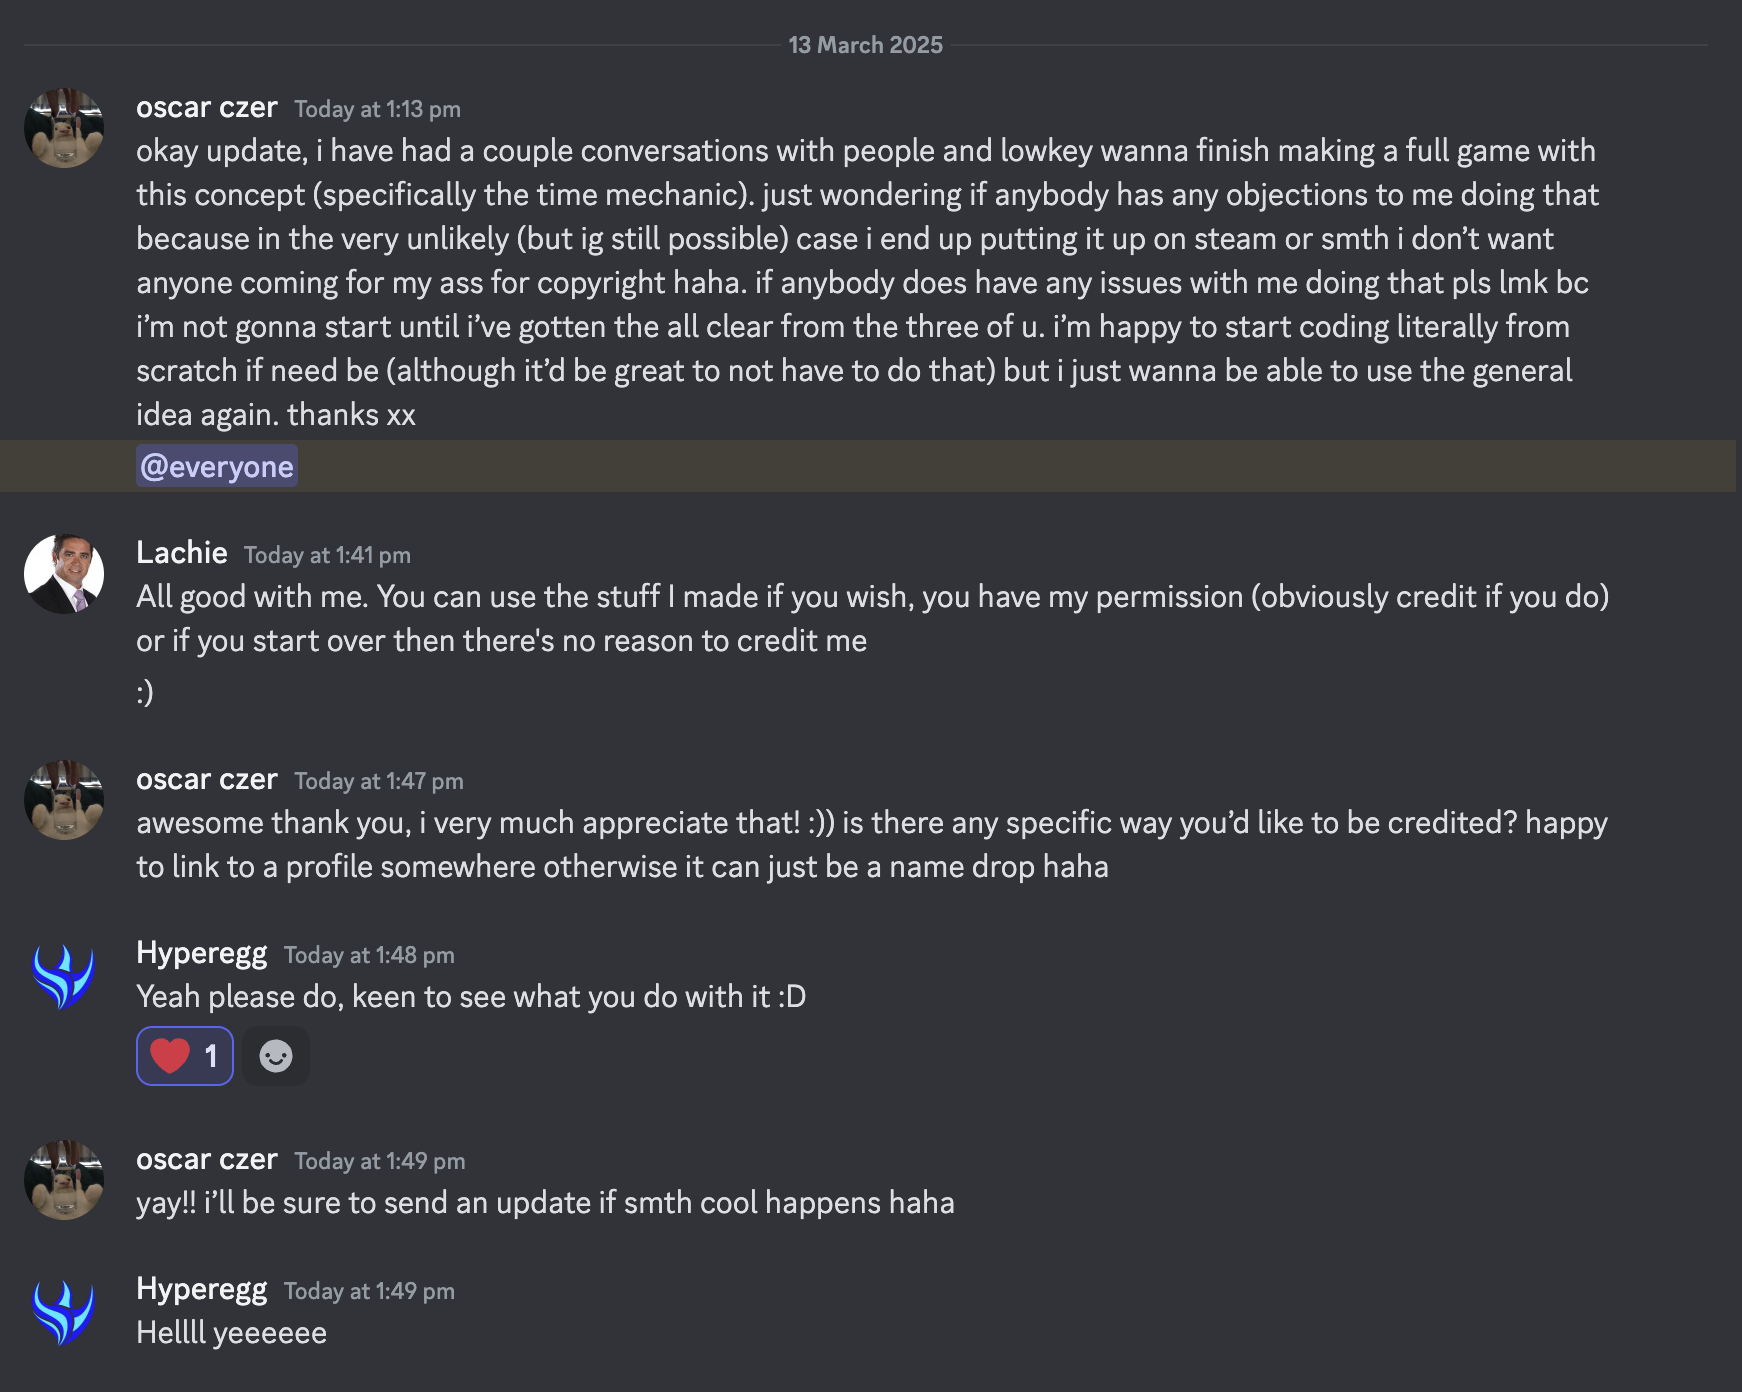 13 March 2025
oscar czer Today at 1:13 pm
okay update, i have had a couple conversations with people and lowkey wanna finish making a full game with
this concept (specifically the time mechanic). just wondering if anybody has any objections to me doing that
because in the very unlikely (but ig still possible) case i end up putting it up on steam or smth i don’t want
anyone coming for my ass for copyright haha. if anybody does have any issues with me doing that pls lmk bc
i’m not gonna start until i’ve gotten the all clear from the three of u. i’m happy to start coding literally from
scratch if need be (although it’d be great to not have to do that) but i just wanna be able to use the general
idea again. thanks xx
@everyone
Lachie Today at 1:41 pm
All good with me. You can use the stuff I made if you wish, you have my permission (obviously credit if you do)
or if you start over then there's no reason to credit me
:)
oscar czer Today at 1:47 pm
awesome thank you, i very much appreciate that! :)) is there any specific way you’d like to be credited? happy
to link to a profile somewhere otherwise it can just be a name drop haha
Hyperegg Today at 1:48 pm
Yeah please do, keen to see what you do with it :D
1
oscar czer Today at 1:49 pm
yay!! i’ll be sure to send an update if smth cool happens haha
Hyperegg Today at 1:49 pm
Hellll yeeeeee